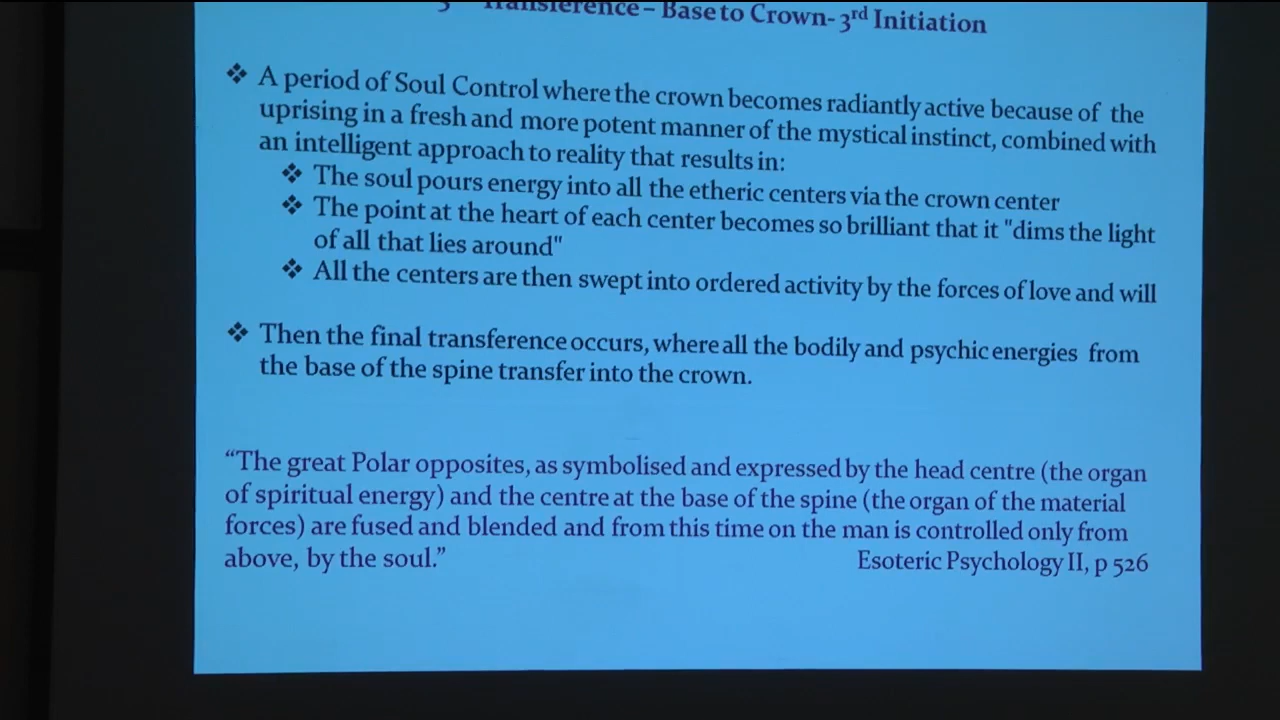 Transference – Base to Crown- 3rd Initiation
❖ A period of Soul Control where the crown becomes radiantly active because of the
uprising in a fresh and more potent manner of the mystical instinct, combined with
an intelligent approach to reality that results in:
❖ The soul pours energy into all the etheric centers via the crown center
❖ The point at the heart of each center becomes so brilliant that it "dims the light
of all that lies around"
❖ All the centers are then swept into ordered activity by the forces of love and will
❖ Then the final transference occurs, where all the bodily and psychic energies from
the base of the spine transfer into the crown.
“The great Polar opposites, as symbolised and expressed by the head centre (the organ
of spiritual energy) and the centre at the base of the spine (the organ of the material
forces) are fused and blended and from this time on the man is controlled only from
above, by the soul.” Esoteric Psychology II, p 526